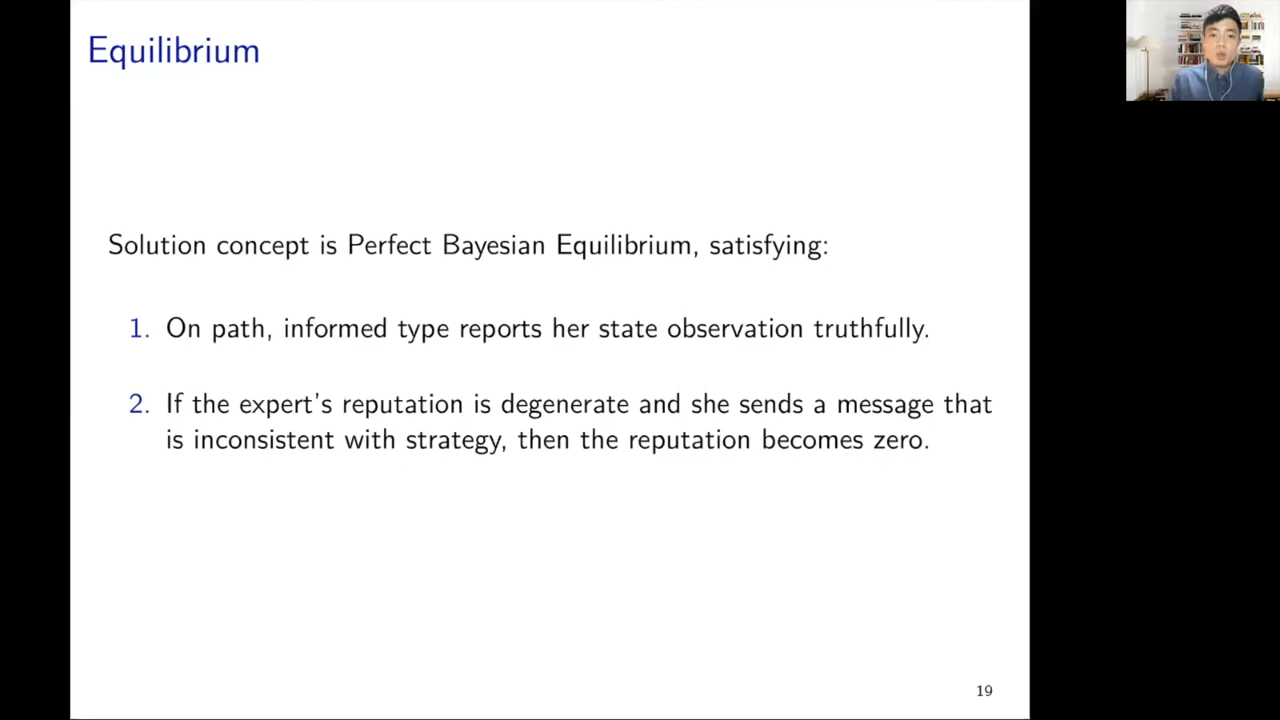 Equilibrium
Solution concept is Perfect Bayesian Equilibrium, satisfying:
1. On path, informed type reports her state observation truthfully.
2. If the expert's reputation is degenerate and she sends a message that
is inconsistent with strategy, then the reputation becomes zero.
19